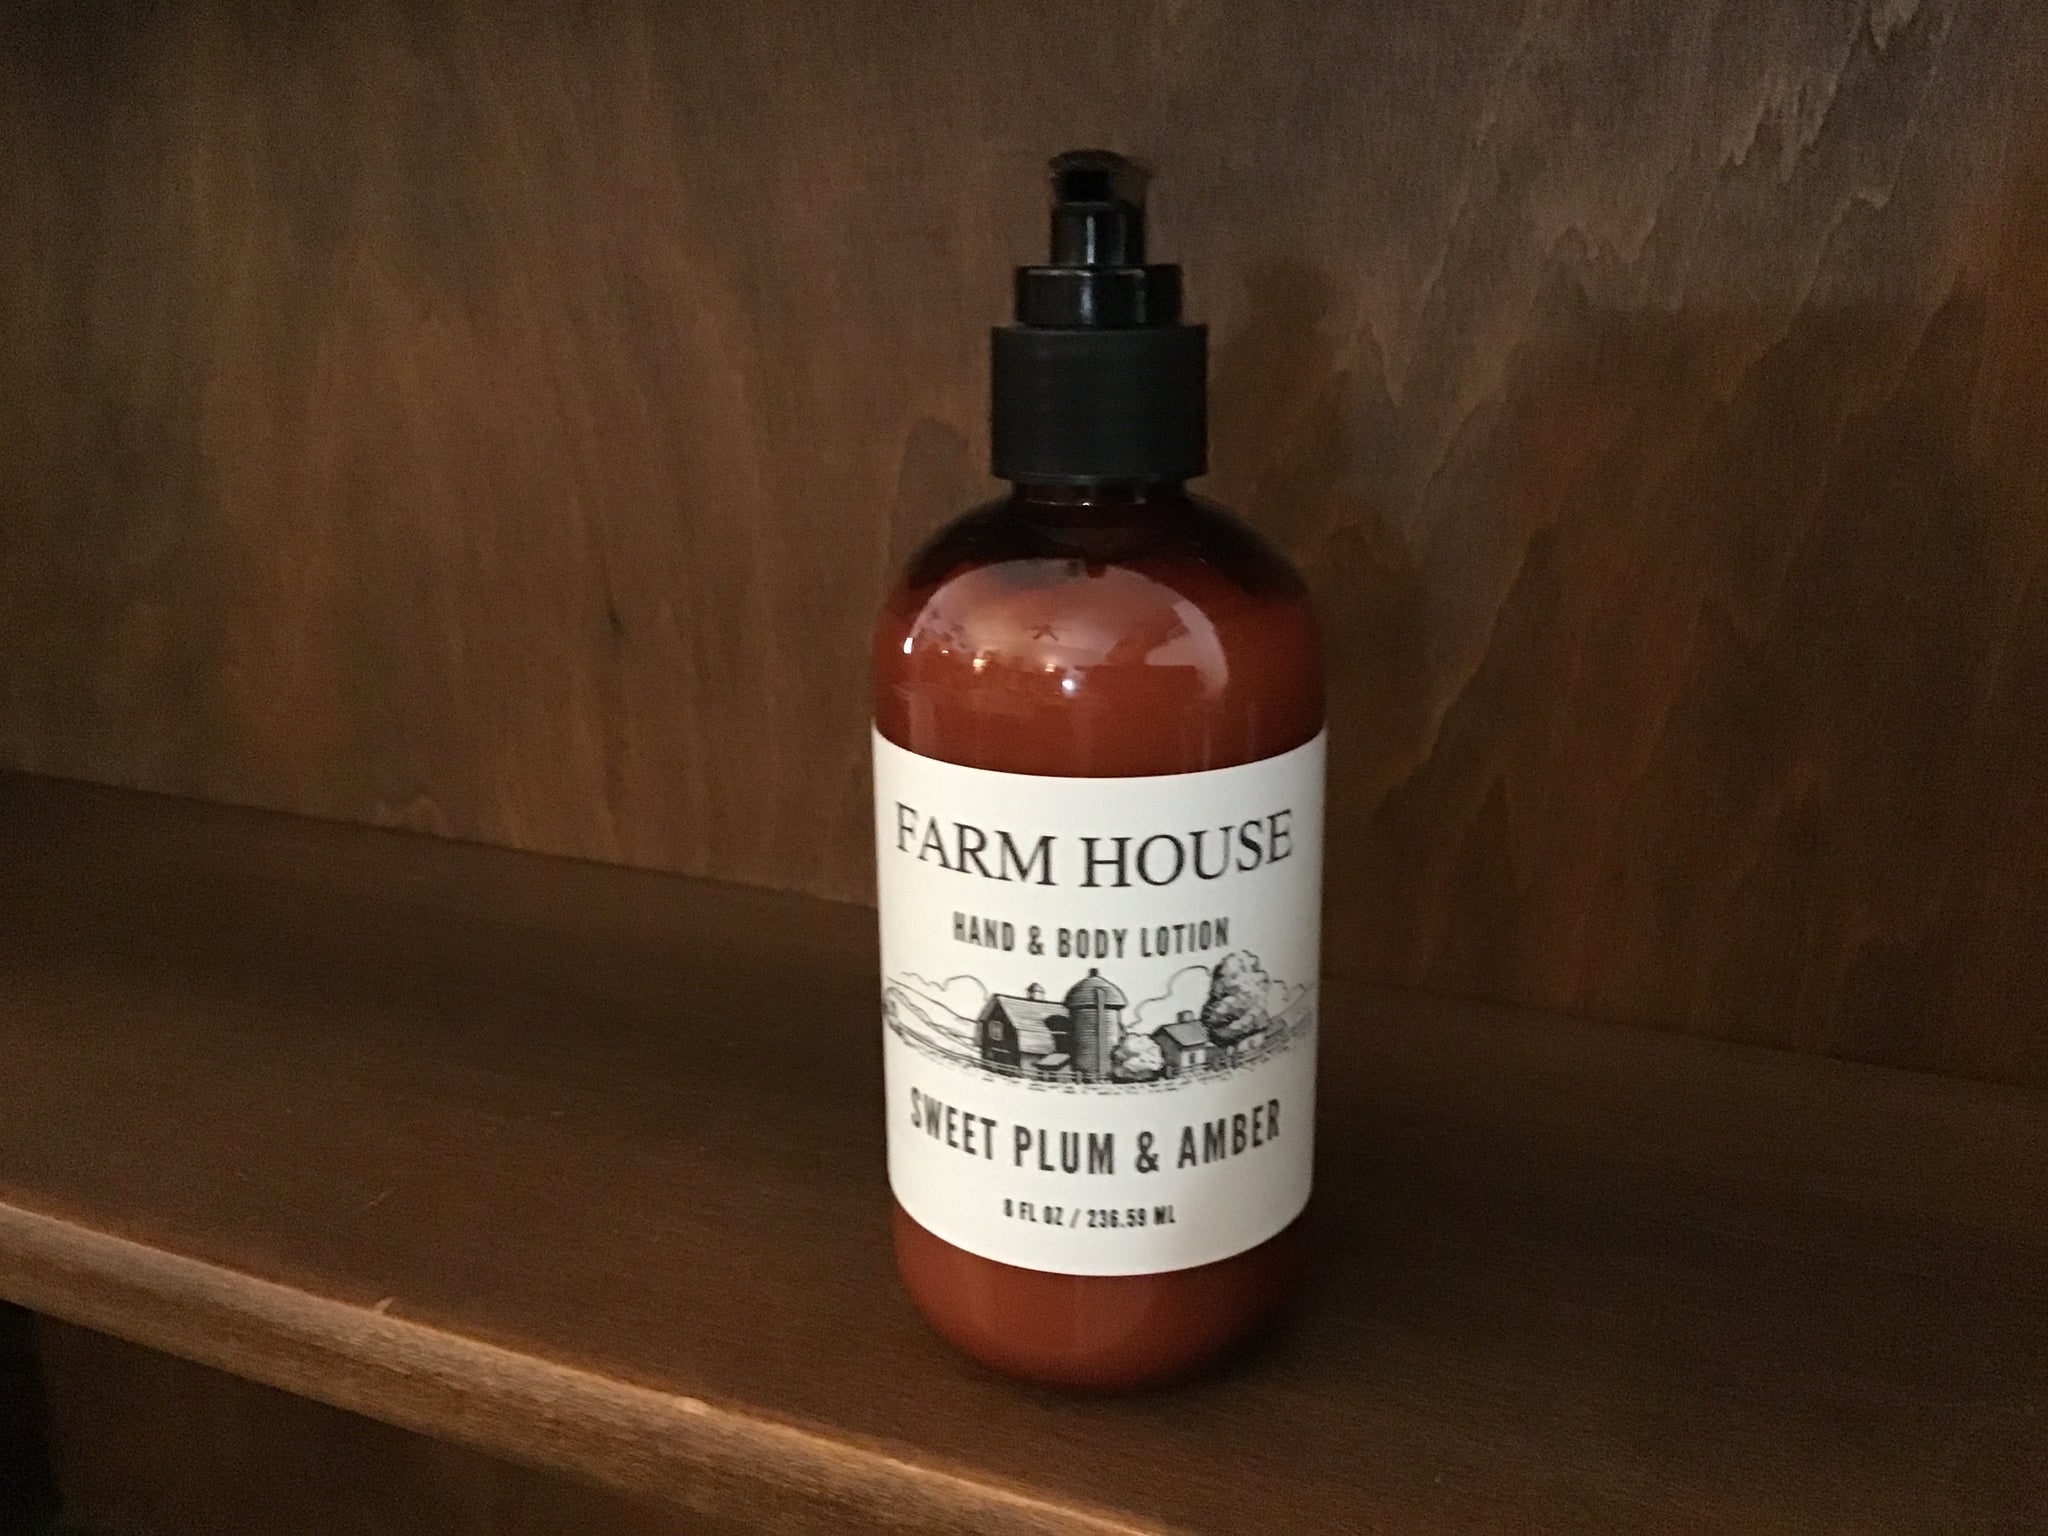 FARM HOUSE
HAND & BODY LOTION
SWEET PLUM & AMBER
8 FL OZ / 236.59 ML